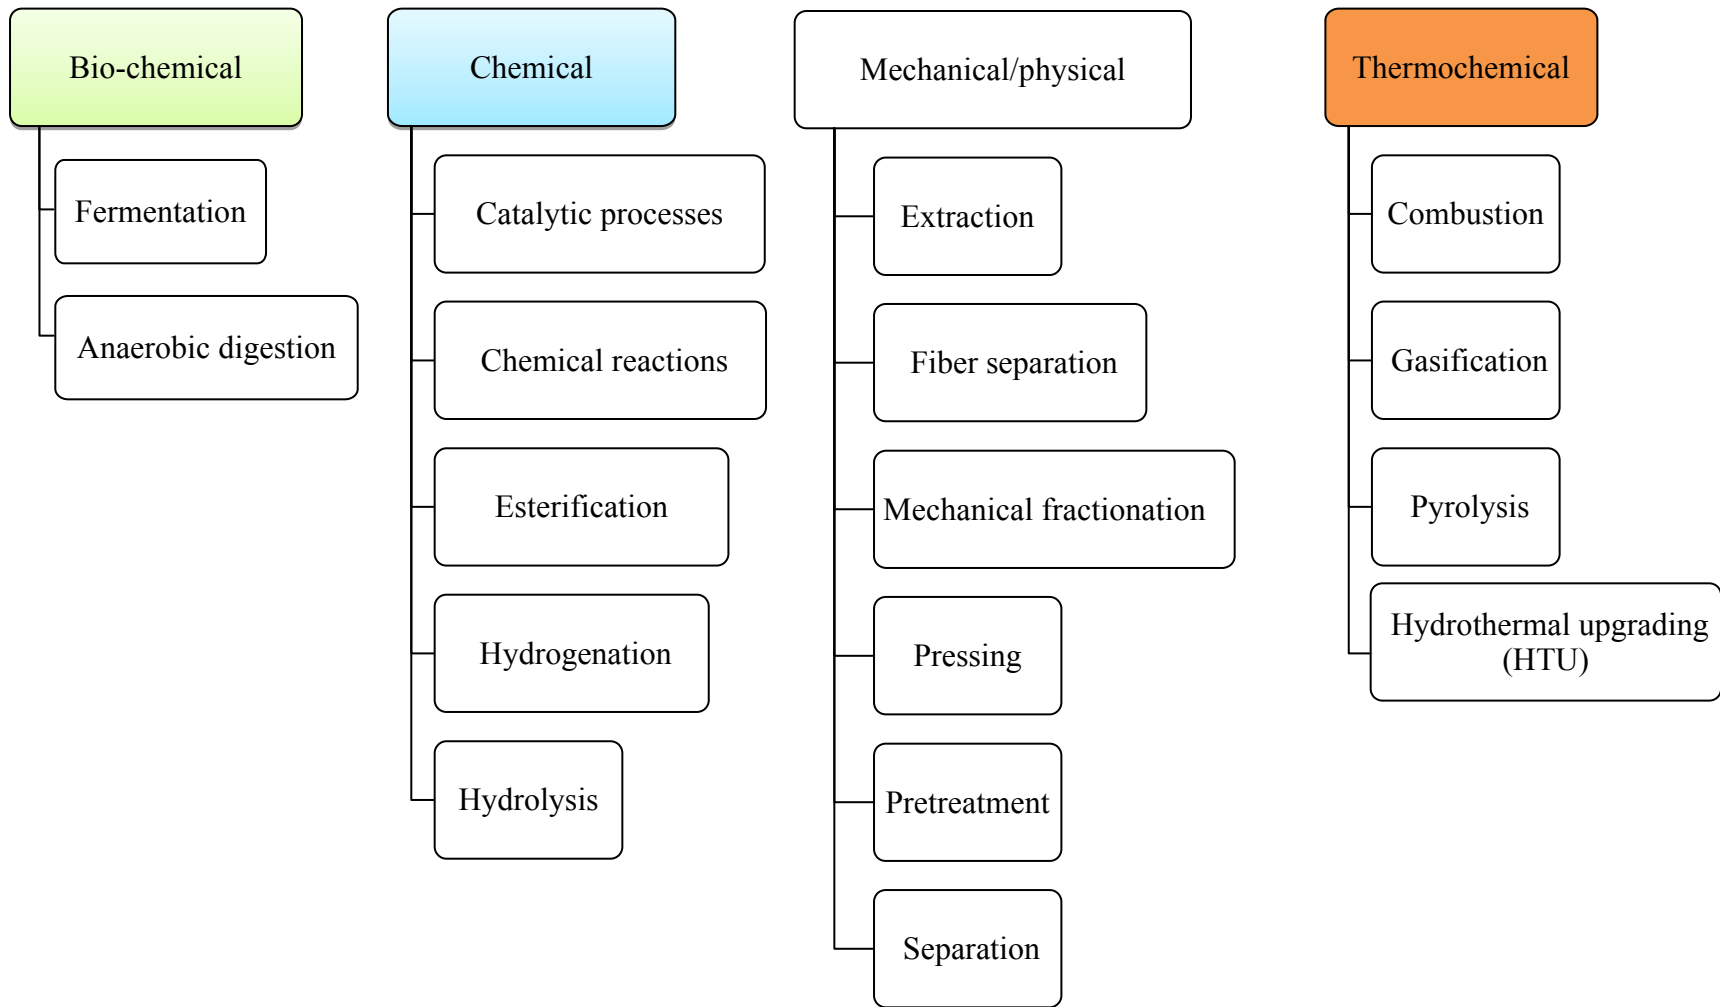 Bio-chemical
Fermentation
Anaerobic digestion
Chemical
Catalytic processes
Chemical reactions
Esterification
Hydrogenation
Hydrolysis
Mechanical/physical
Extraction
Fiber separation
Mechanical fractionation
Pressing
Pretreatment
Separation
Thermochemical
Combustion
Gasification
Pyrolysis
Hydrothermal upgrading
(HTU)